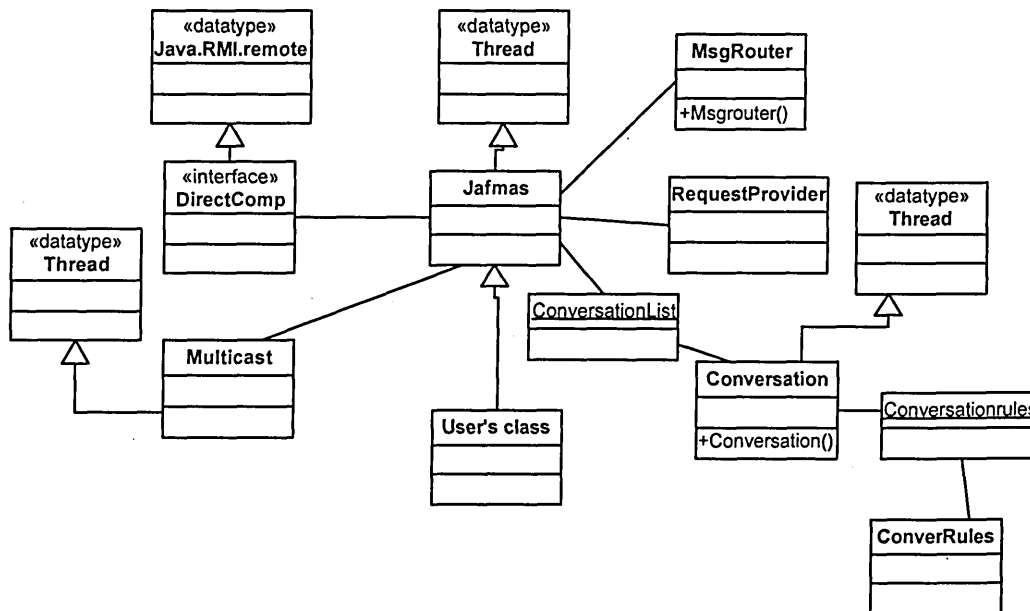 «datatype»
Java.RMI.remote
«datatype»
Thread
MsgRouter
+Msgrouter()
«interface»
DirectComp
Jafmas
RequestProvider
«datatype»
Thread
«datatype»
Thread
ConversationList
Multicast
Conversation
+Conversation()
Conversationrules
User's class
ConverRules